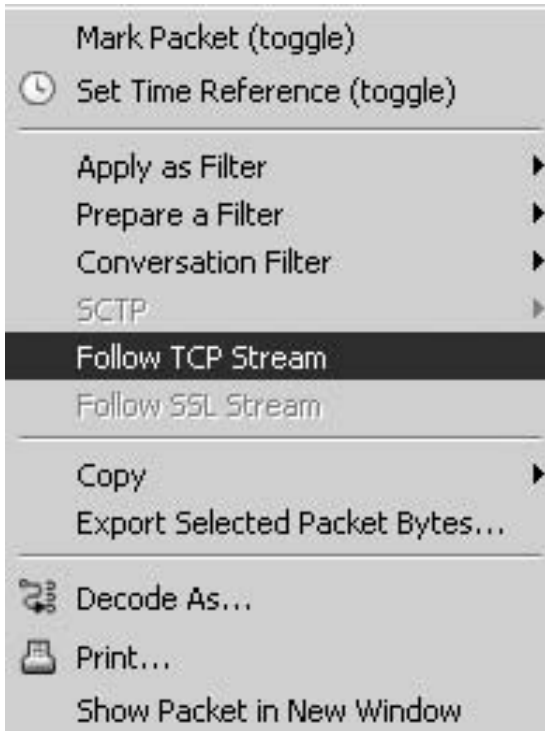 Mark Packet (toggle)
Set Time Reference (toggle)
Apply as Filter
Prepare a Filter
Conversation Filter
SCTP
Follow TCP Stream
Follow SSL Stream
Copy
Export Selected Packet Bytes...
Decode As...
Print...
Show Packet in New Window